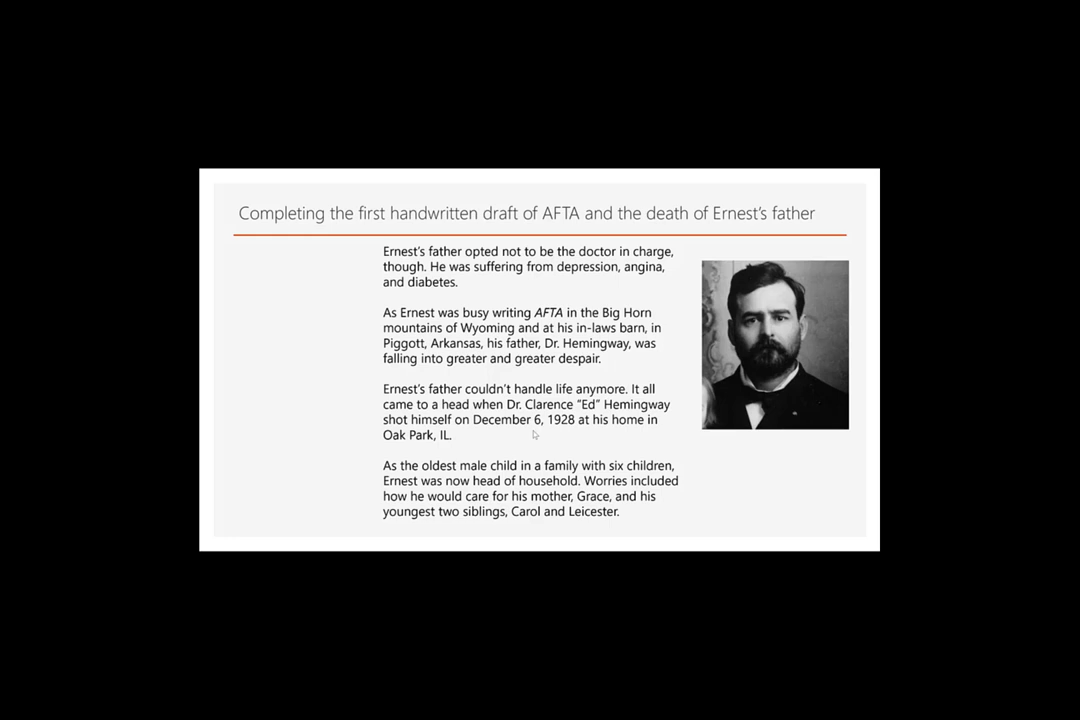 Completing the first handwritten draft of AFTA and the death of Ernest’s father
Ernest’s father opted not to be the doctor in charge,
though. He was suffering from depression, angina,
and diabetes.
As Ernest was busy writing AFTA in the Big Horn
mountains of Wyoming and at his in-laws barn, in
Piggott, Arkansas, his father, Dr. Hemingway, was
falling into greater and greater despair.
Ernest’s father couldn’t handle life anymore. It all
came to a head when Dr. Clarence “Ed” Hemingway
shot himself on December 6, 1928 at his home in
Oak Park, IL.
As the oldest male child in a family with six children,
Ernest was now head of household. Worries included
how he would care for his mother, Grace, and his
youngest two siblings, Carol and Leicester.